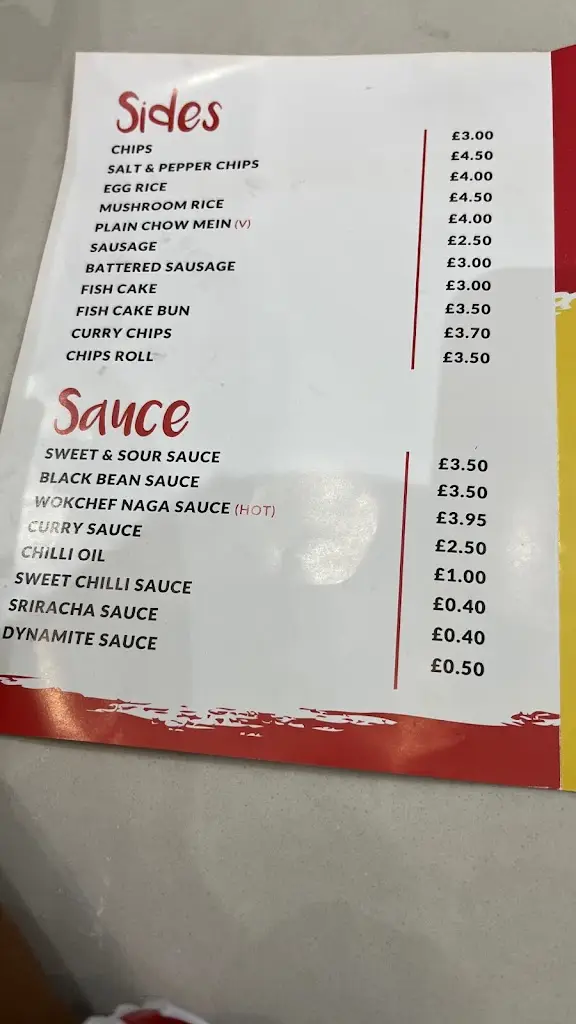 Sides
CHIPS £3.00
SALT & PEPPER CHIPS £4.50
EGG RICE £4.00
MUSHROOM RICE £4.50
PLAIN CHOW MEIN (V) £4.00
SAUSAGE £2.50
BATTERED SAUSAGE £3.00
FISH CAKE £3.00
FISH CAKE BUN £3.50
CURRY CHIPS £3.70
CHIPS ROLL £3.50
Sauce
SWEET & SOUR SAUCE £3.50
BLACK BEAN SAUCE £3.50
WOKCHEF NAGA SAUCE (HOT) £3.95
CURRY SAUCE £2.50
CHILLI OIL £1.00
SWEET CHILLI SAUCE £0.40
SRIRACHA SAUCE £0.40
DYNAMITE SAUCE £0.50